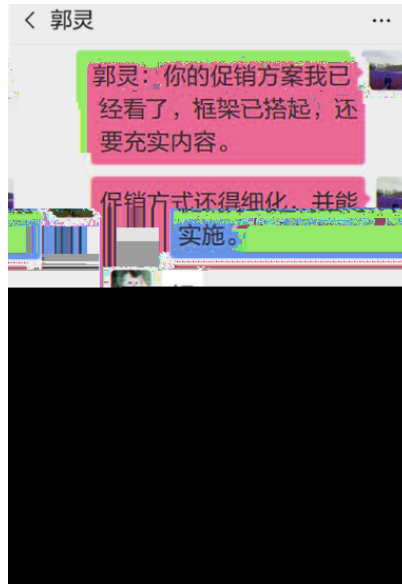 郭灵
郭灵：你的促销方案我已
经看了，框架已搭起，还
要充实内容。
促销方式还得细化，并能
实施。